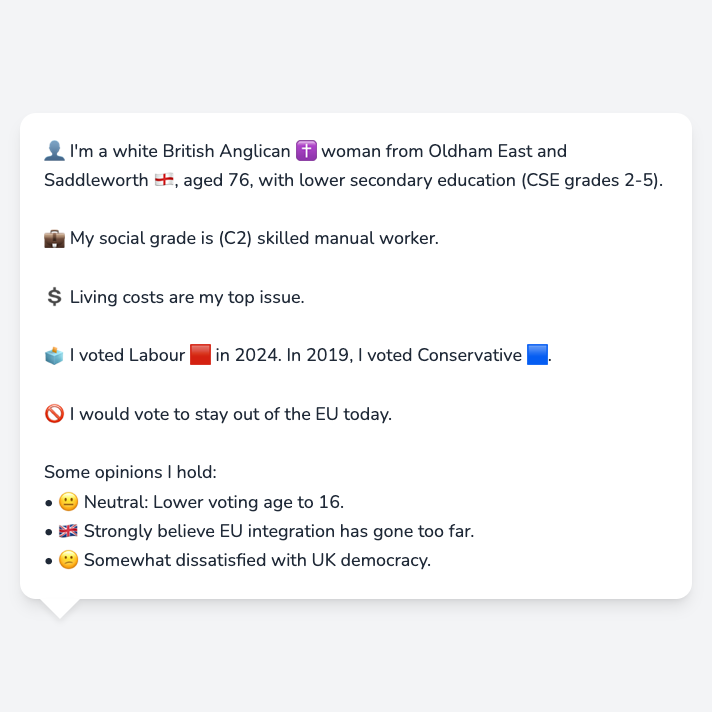 👤 I'm a white British Anglican ✝️ woman from Oldham East and
Saddleworth 🏴󠁧󠁢󠁥󠁮󠁧󠁿, aged 76, with lower secondary education (CSE grades 2-5).
💼 My social grade is (C2) skilled manual worker.
💲 Living costs are my top issue.
🗳️ I voted Labour 🟥 in 2024. In 2019, I voted Conservative 🟦.
🚫 I would vote to stay out of the EU today.
Some opinions I hold:
• 😐 Neutral: Lower voting age to 16.
• 🇬🇧 Strongly believe EU integration has gone too far.
• 😕 Somewhat dissatisfied with UK democracy.